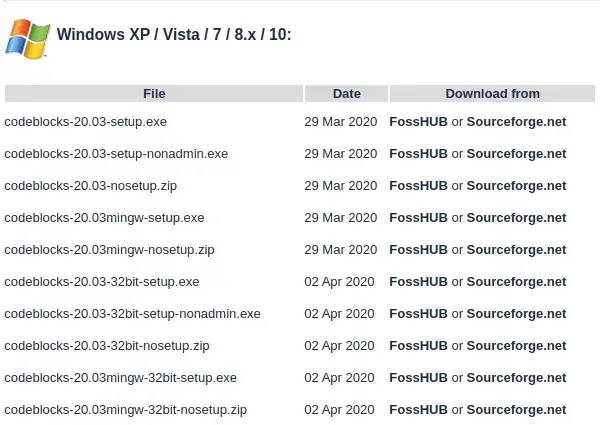 Windows XP / Vista / 7 / 8.x / 10:
File Date Download from
codeblocks-20.03-setup.exe 29 Mar 2020 FossHUB or Sourceforge.net
codeblocks-20.03-setup-nonadmin.exe 29 Mar 2020 FossHUB or Sourceforge.net
codeblocks-20.03-nosetup.zip 29 Mar 2020 FossHUB or Sourceforge.net
codeblocks-20.03mingw-setup.exe 29 Mar 2020 FossHUB or Sourceforge.net
codeblocks-20.03mingw-nosetup.zip 29 Mar 2020 FossHUB or Sourceforge.net
codeblocks-20.03-32bit-setup.exe 02 Apr 2020 FossHUB or Sourceforge.net
codeblocks-20.03-32bit-setup-nonadmin.exe 02 Apr 2020 FossHUB or Sourceforge.net
codeblocks-20.03-32bit-nosetup.zip 02 Apr 2020 FossHUB or Sourceforge.net
codeblocks-20.03mingw-32bit-setup.exe 02 Apr 2020 FossHUB or Sourceforge.net
codeblocks-20.03mingw-32bit-nosetup.zip 02 Apr 2020 FossHUB or Sourceforge.net